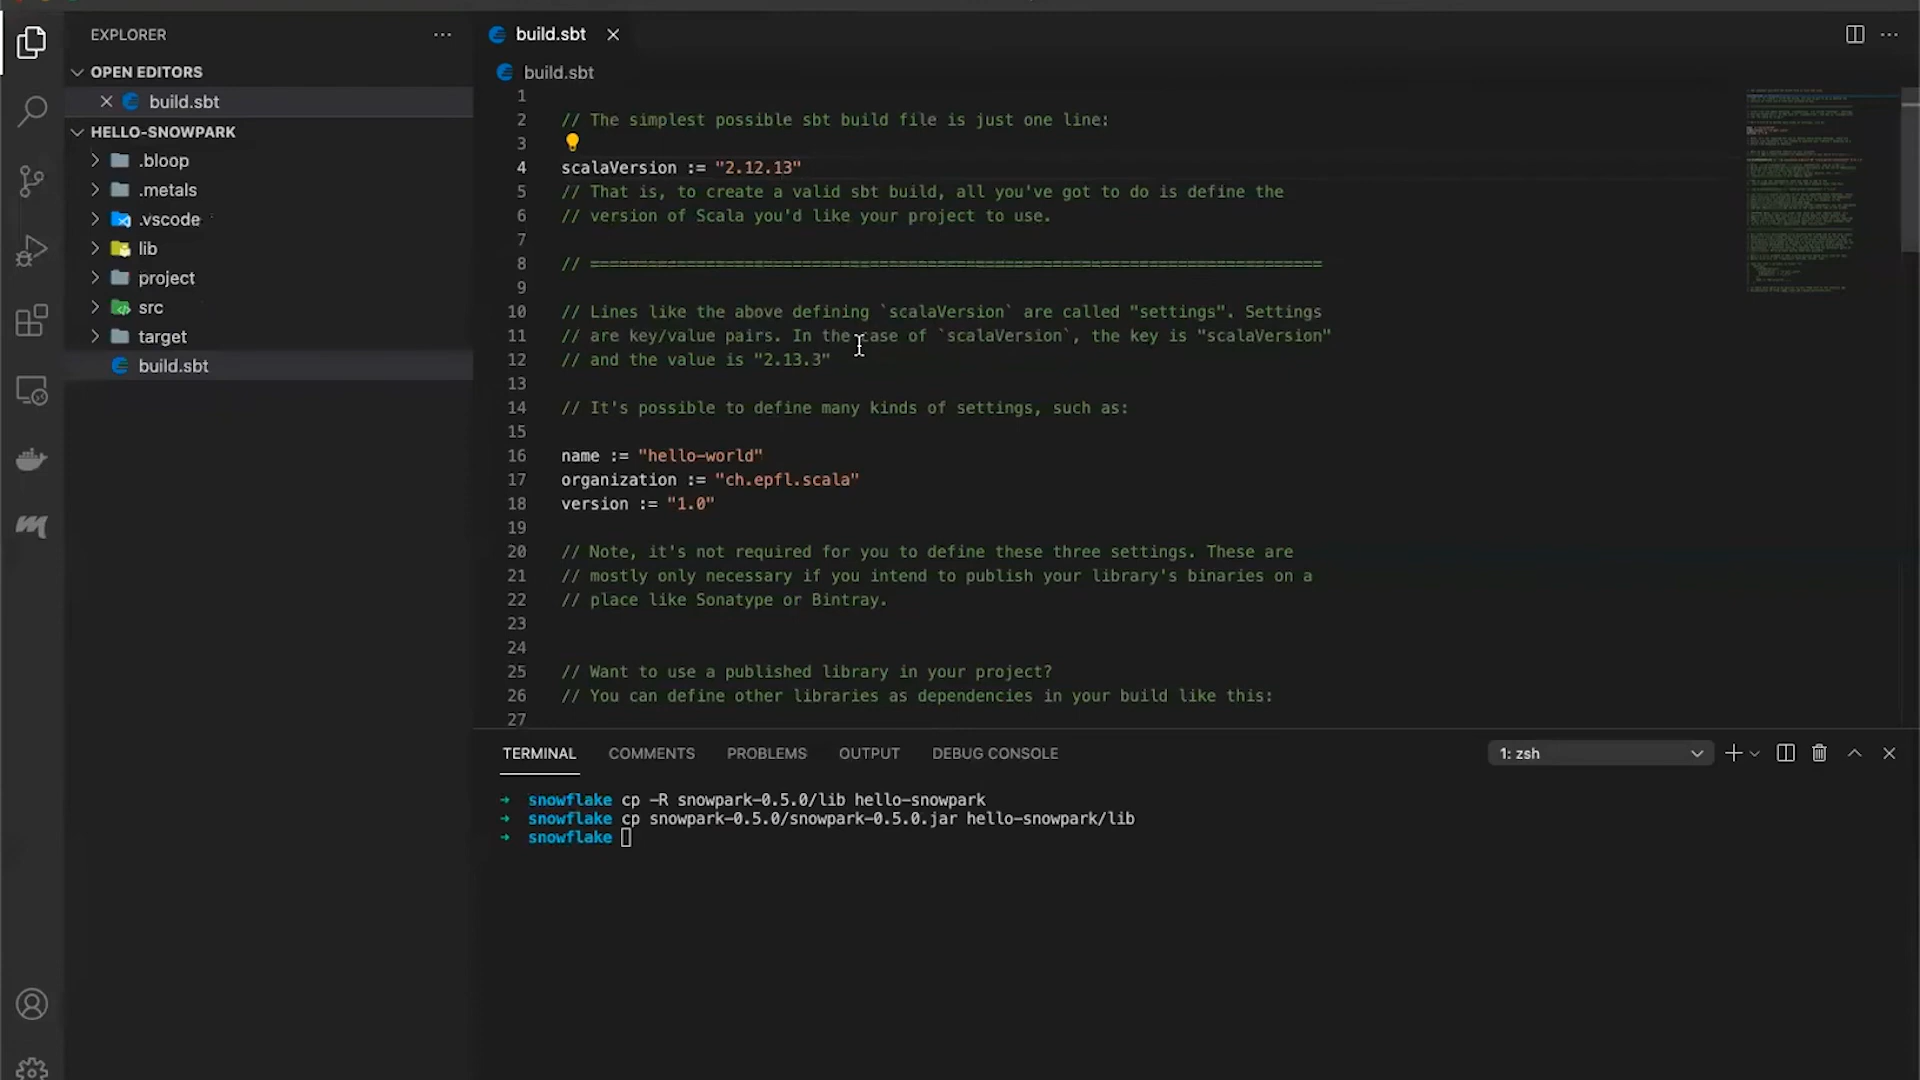 EXPLORER
OPEN EDITORS
build.sbt
HELLO-SNOWPARK
.bloop
.metals
.vscode
lib
project
src
target
build.sbt
build.sbt
build.sbt
1
2 // The simplest possible sbt build file is just one line:
3
4 scalaVersion := "2.12.13"
5 // That is, to create a valid sbt build, all you've got to do is define the
6 // version of Scala you'd like your project to use.
7
8 // ============================================================================
9
10 // Lines like the above defining `scalaVersion` are called "settings". Settings
11 // are key/value pairs. In the case of `scalaVersion`, the key is "scalaVersion"
12 // and the value is "2.13.3"
13
14 // It's possible to define many kinds of settings, such as:
15
16 name := "hello-world"
17 organization := "ch.epfl.scala"
18 version := "1.0"
19
20 // Note, it's not required for you to define these three settings. These are
21 // mostly only necessary if you intend to publish your library's binaries on a
22 // place like Sonatype or Bintray.
23
24
25 // Want to use a published library in your project?
26 // You can define other libraries as dependencies in your build like this:
27
TERMINAL COMMENTS PROBLEMS OUTPUT DEBUG CONSOLE 1: zsh
→ snowflake cp -R snowpark-0.5.0/lib hello-snowpark
→ snowflake cp snowpark-0.5.0/snowpark-0.5.0.jar hello-snowpark/lib
→ snowflake